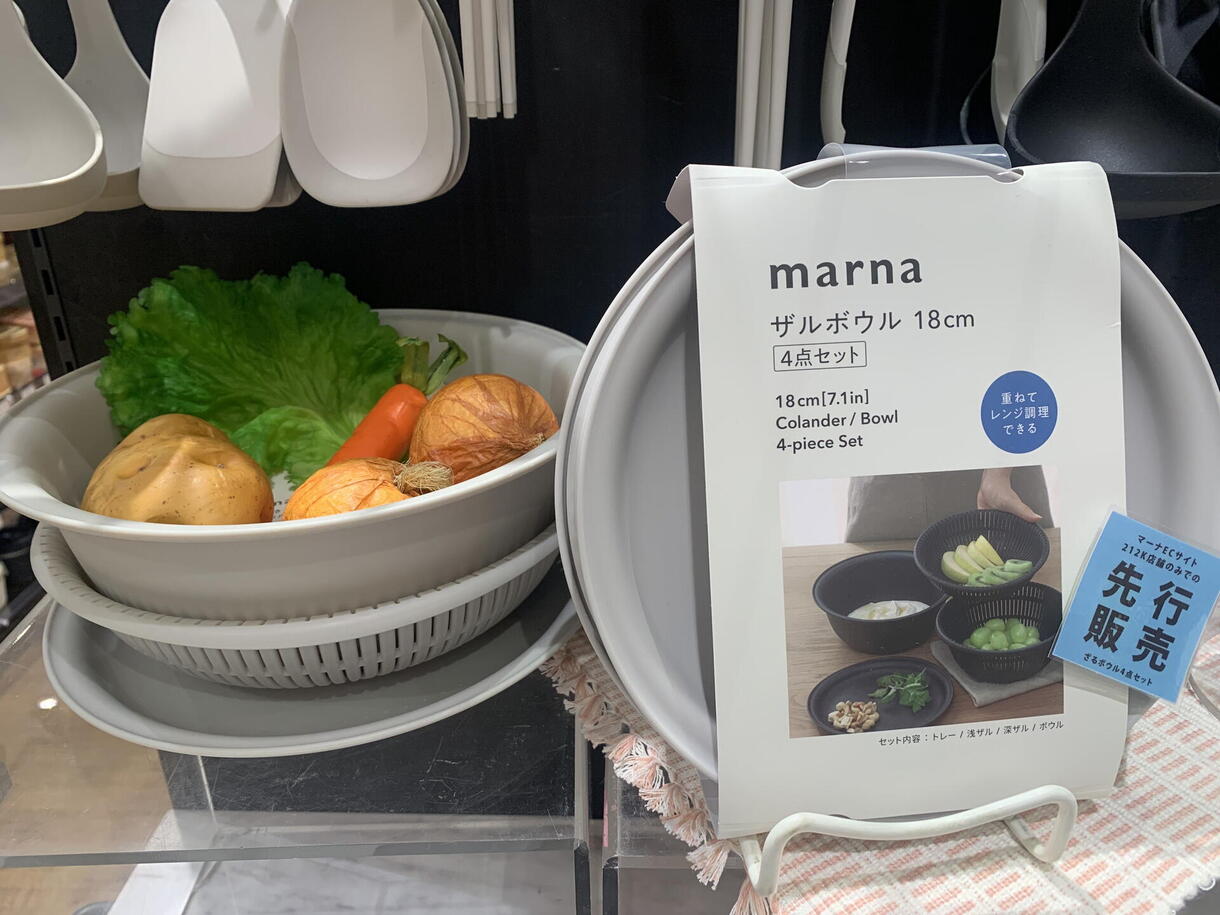 marna
ザルボウル 18cm
4点セット
18cm[7.1in]
Colander / Bowl
4-piece Set
重ねて
レンジ調理
できる
セット内容：トレー / 浅ザル / 深ザル / ボウル
マーナECサイト
212K店舗のみでの
先行
販売
ざるボウル4点セット